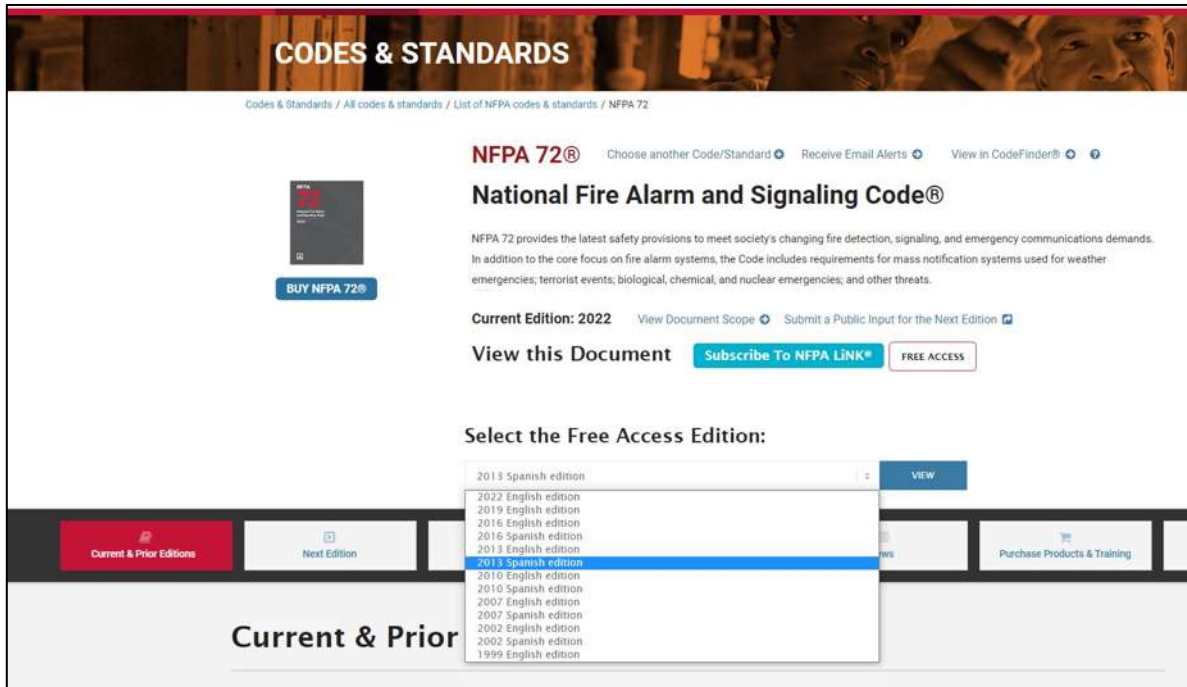 CODES & STANDARDS
Codes & Standards / All codes & standards / List of NFPA codes & standards / NFPA 72
NFPA 72® Choose another Code/Standard Receive Email Alerts View in CodeFinder®
National Fire Alarm and Signaling Code®
NFPA 72 provides the latest safety provisions to meet society's changing fire detection, signaling, and emergency communications demands.
In addition to the core focus on fire alarm systems, the Code includes requirements for mass notification systems used for weather
emergencies; terrorist events; biological, chemical, and nuclear emergencies; and other threats.
72
BUY NFPA 72®
Current Edition: 2022 View Document Scope Submit a Public Input for the Next Edition
View this Document Subscribe To NFPA LiNK® FREE ACCESS
Select the Free Access Edition:
2013 Spanish edition VIEW
2022 English edition
2019 English edition
2016 English edition
2016 Spanish edition
2013 English edition
2013 Spanish edition
2010 English edition
2010 Spanish edition
2007 English edition
2007 Spanish edition
2002 English edition
2002 Spanish edition
1999 English edition
Current & Prior Editions Next Edition Purchase Products & Training
Current & Prior